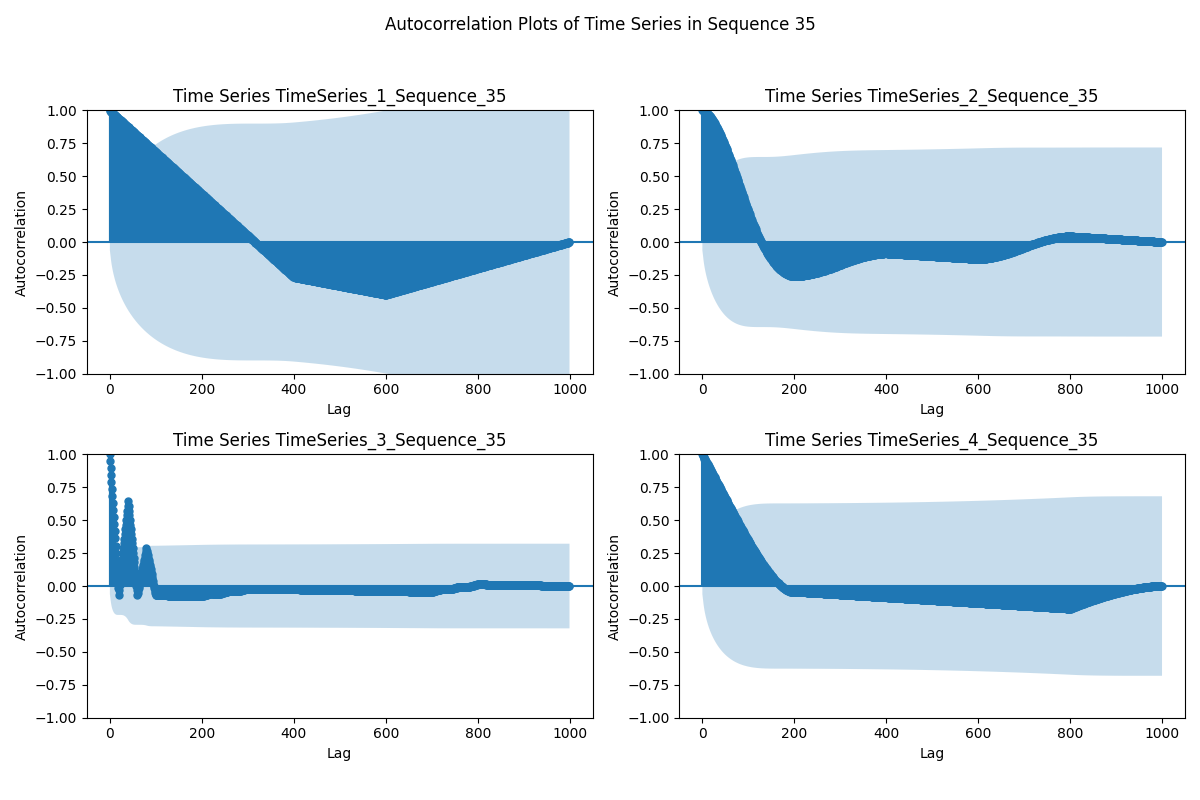 Autocorrelation Plots of Time Series in Sequence 35
Time Series TimeSeries_1_Sequence_35
1.00
0.75
0.50
0.25
0.00
−0.25
−0.50
−0.75
−1.00
Autocorrelation
0 200 400 600 800 1000
Lag
Time Series TimeSeries_2_Sequence_35
1.00
0.75
0.50
0.25
0.00
−0.25
−0.50
−0.75
−1.00
Autocorrelation
0 200 400 600 800 1000
Lag
Time Series TimeSeries_3_Sequence_35
1.00
0.75
0.50
0.25
0.00
−0.25
−0.50
−0.75
−1.00
Autocorrelation
0 200 400 600 800 1000
Lag
Time Series TimeSeries_4_Sequence_35
1.00
0.75
0.50
0.25
0.00
−0.25
−0.50
−0.75
−1.00
Autocorrelation
0 200 400 600 800 1000
Lag